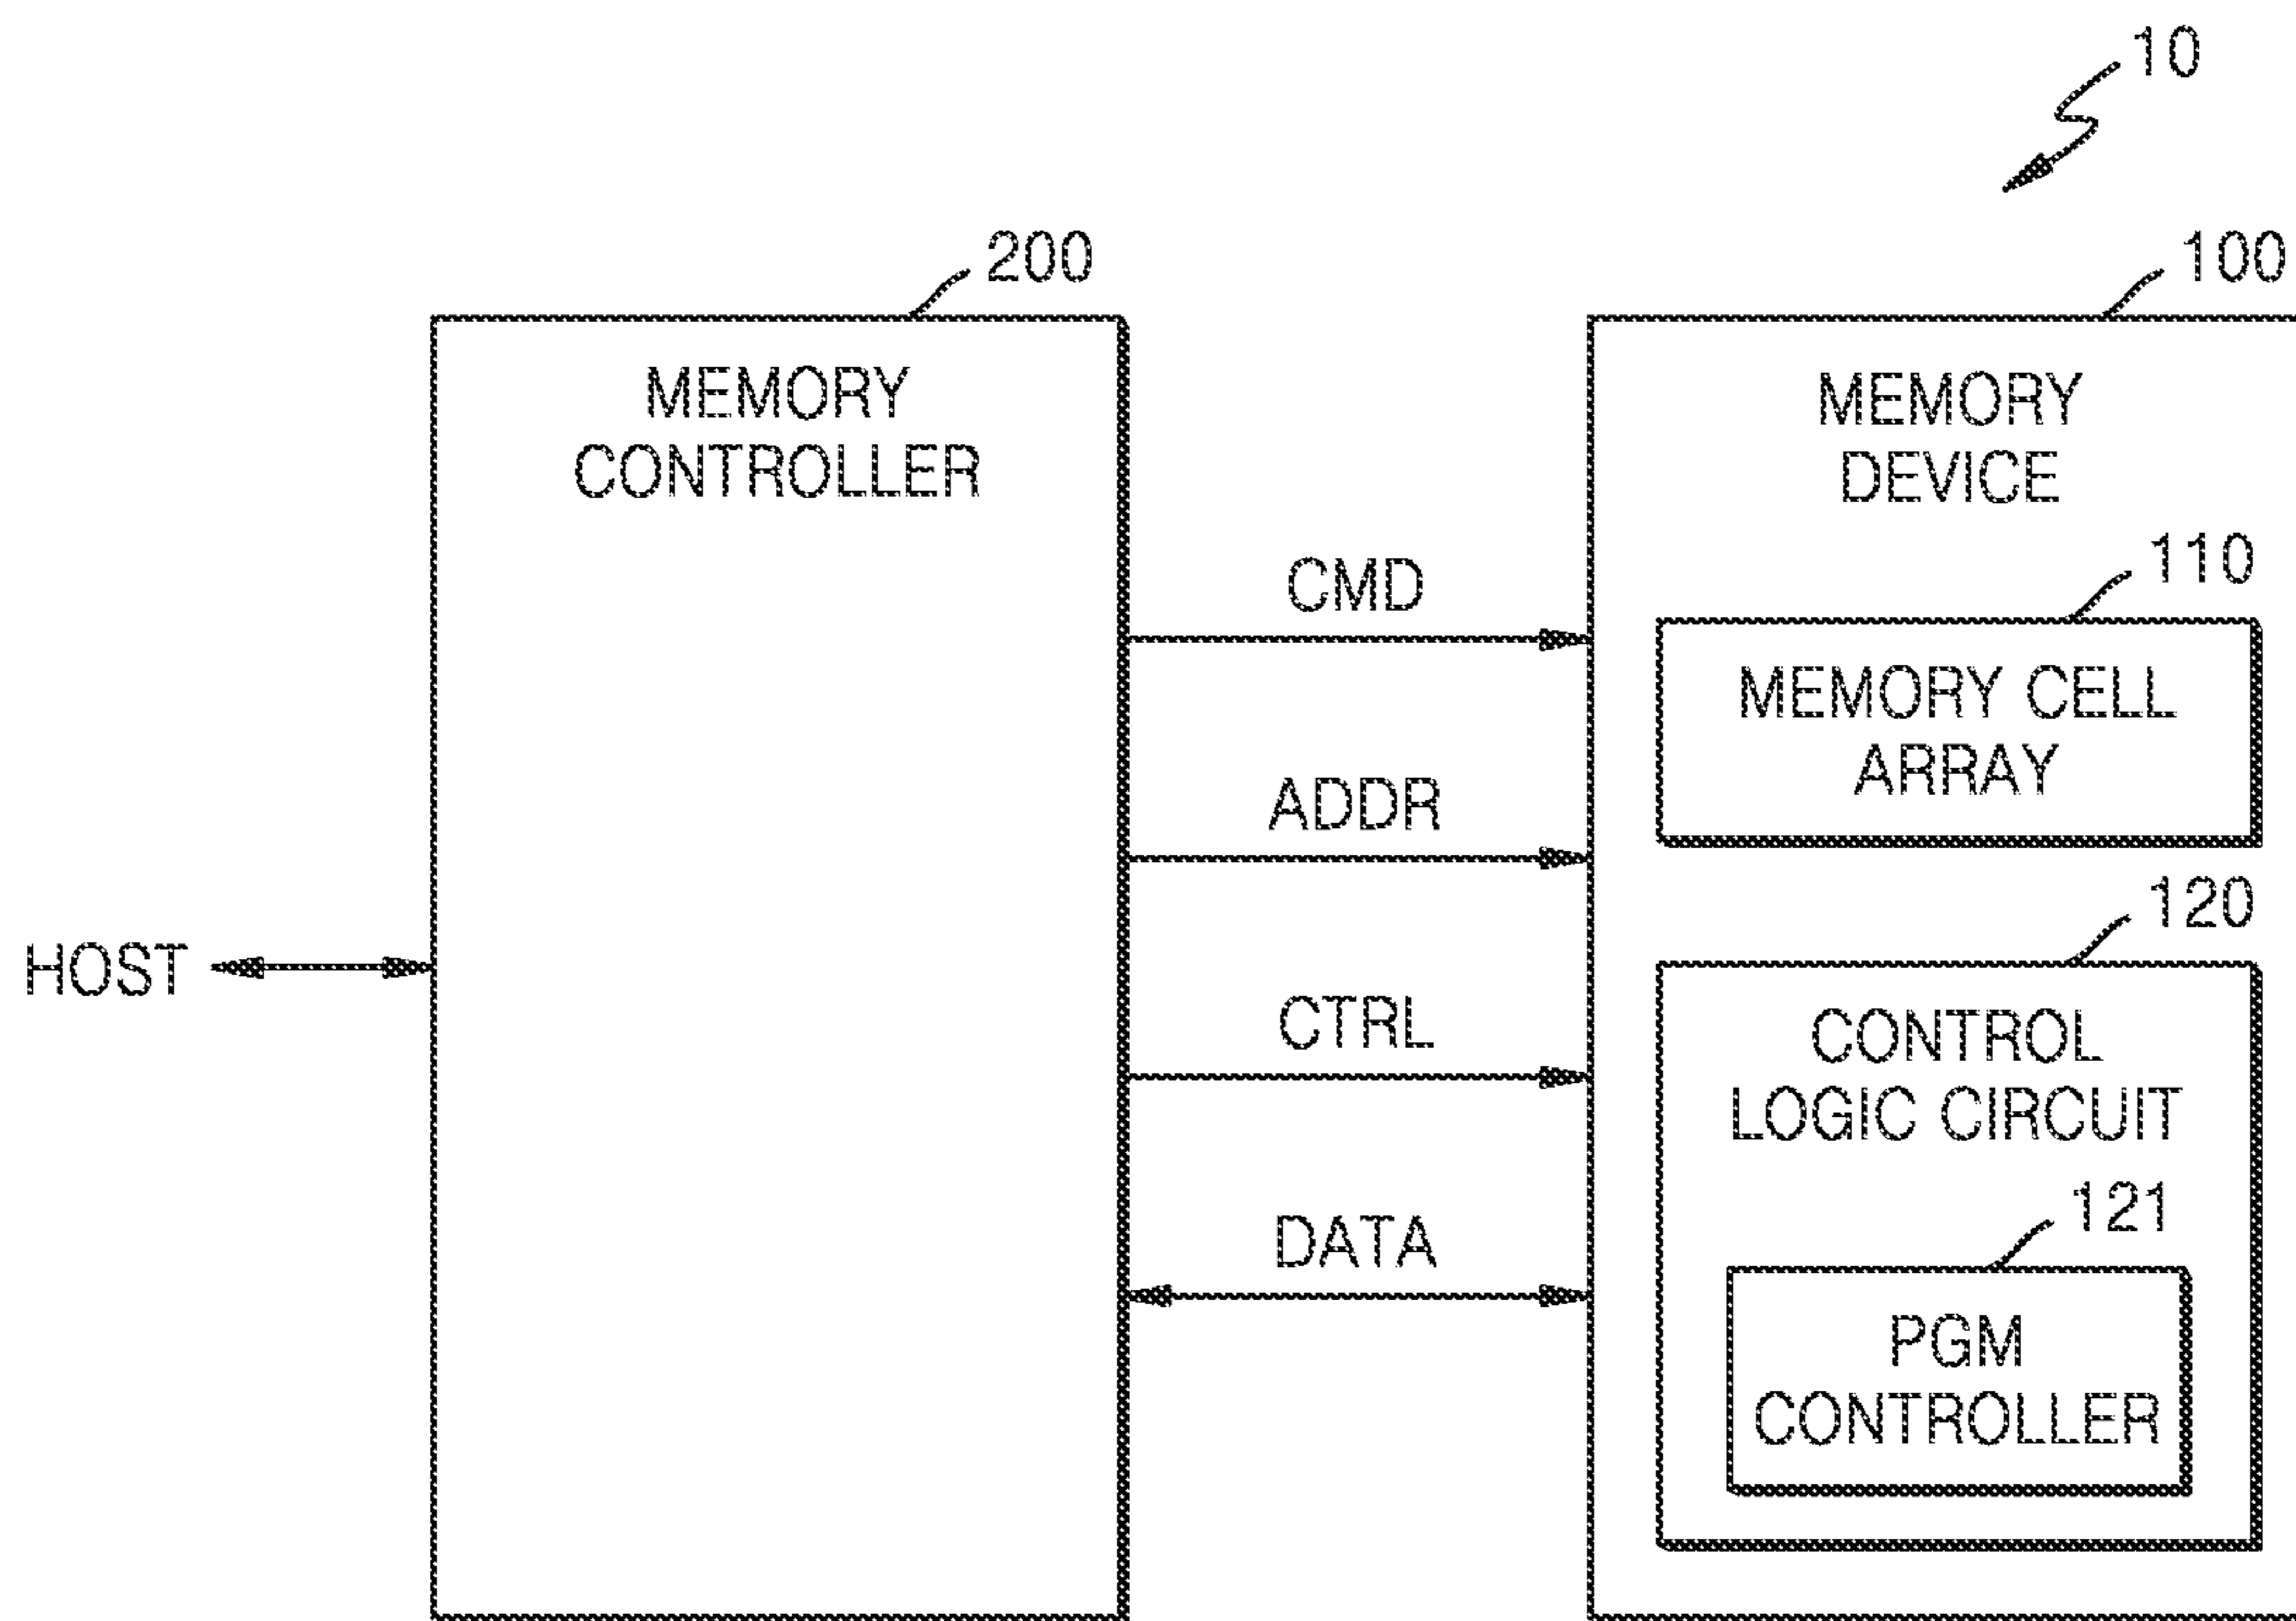 10
200
100
MEMORY
CONTROLLER
MEMORY
DEVICE
CMD
110
MEMORY CELL
ARRAY
ADDR
120
HOST
CTRL
CONTROL
LOGIC CIRCUIT
121
DATA
PGM
CONTROLLER